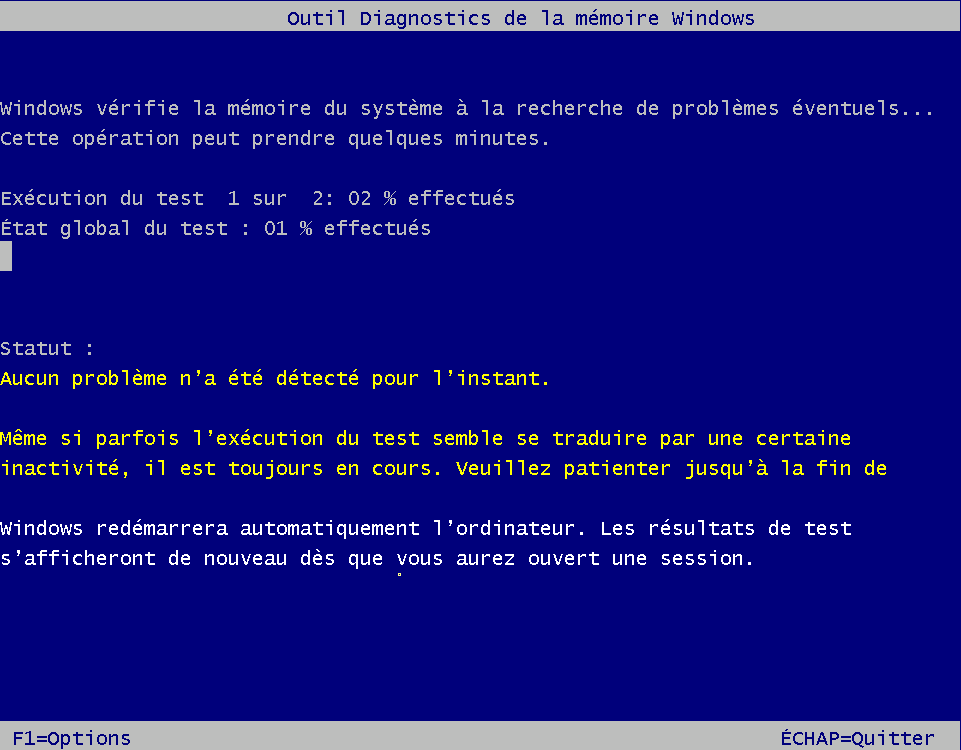 Outil Diagnostics de la mémoire Windows
Windows vérifie la mémoire du système à la recherche de problèmes éventuels...
Cette opération peut prendre quelques minutes.
Exécution du test  1 sur  2: 02 % effectués
État global du test : 01 % effectués
Statut :
Aucun problème n'a été détecté pour l'instant.
Même si parfois l'exécution du test semble se traduire par une certaine
inactivité, il est toujours en cours. Veuillez patienter jusqu'à la fin de
Windows redémarrera automatiquement l'ordinateur. Les résultats de test
s'afficheront de nouveau dès que vous aurez ouvert une session.
F1=Options ÉCHAP=Quitter